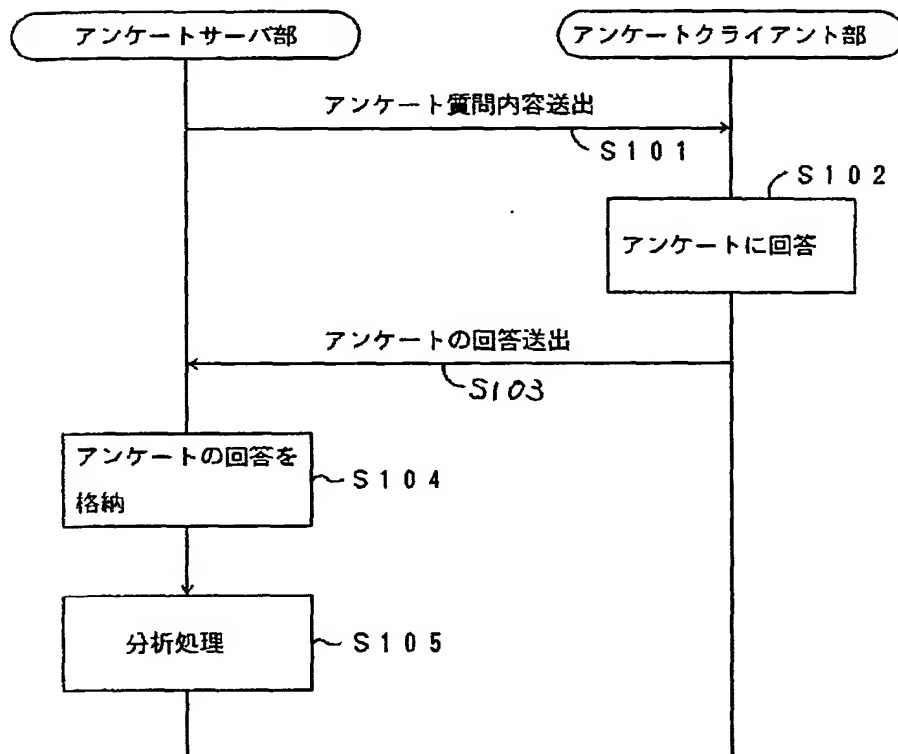 アンケートサーバ部
アンケートクライアント部
アンケート質問内容送出
S101
S102
アンケートに回答
アンケートの回答送出
S103
アンケートの回答を
格納
S104
分析処理
S105